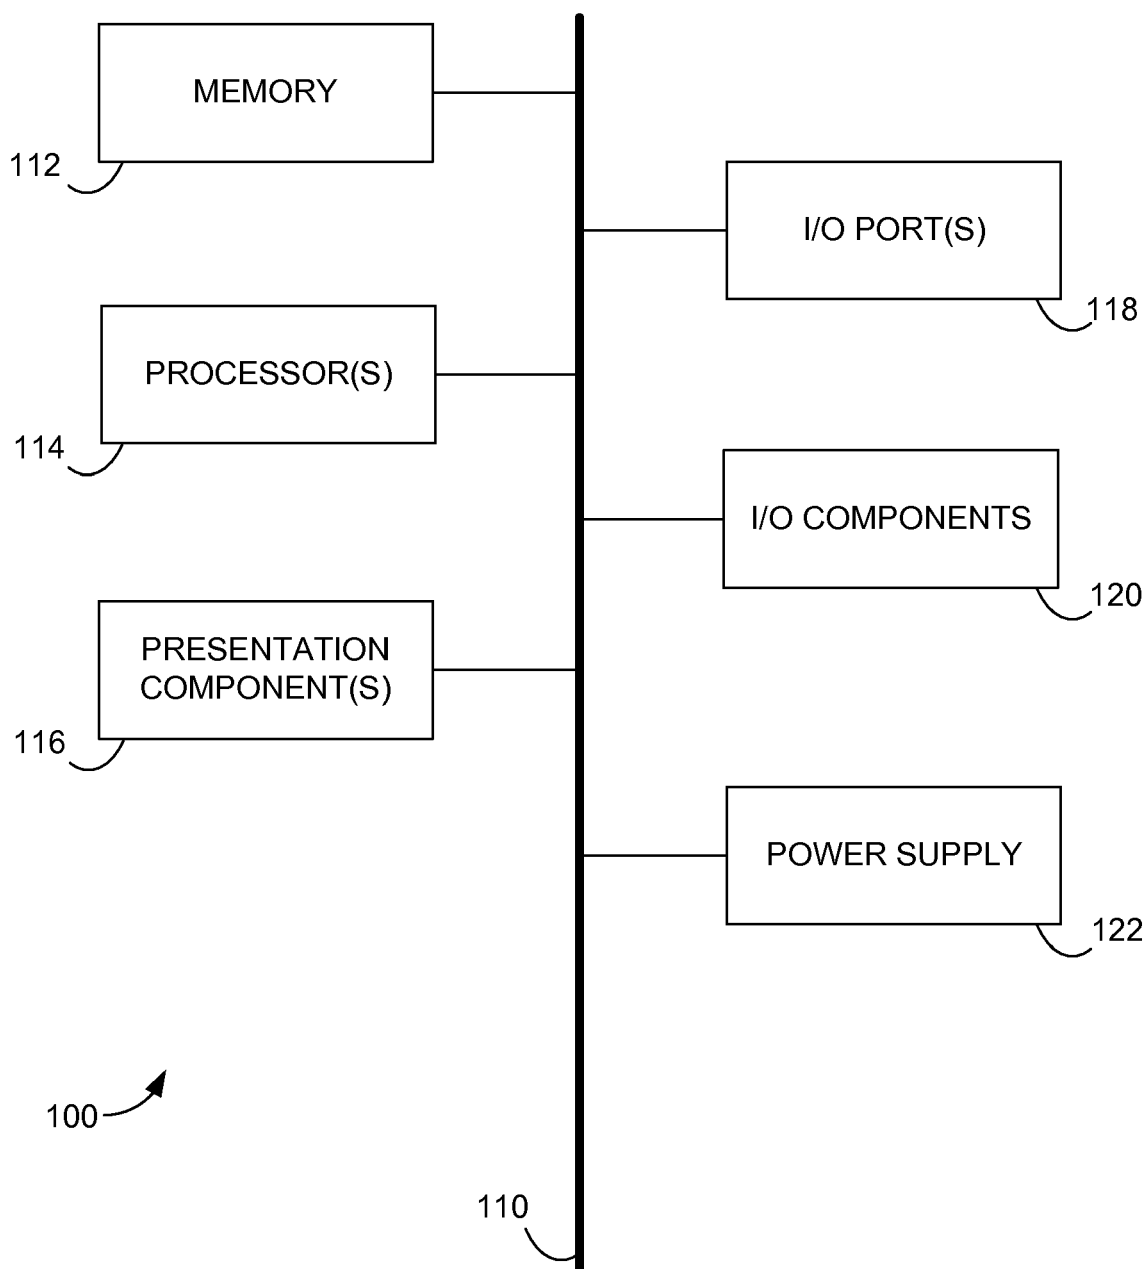 MEMORY
112
I/O PORT(S)
118
PROCESSOR(S)
114
I/O COMPONENTS
120
PRESENTATION
COMPONENT(S)
116
POWER SUPPLY
122
100
110